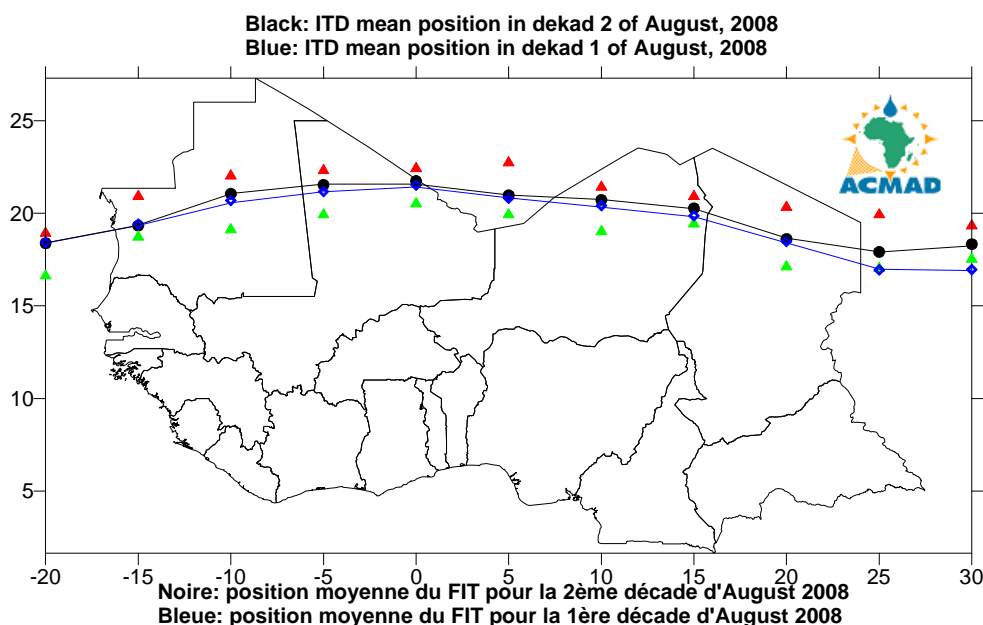 Black: ITD mean position in dekad 2 of August, 2008
Blue: ITD mean position in dekad 1 of August, 2008
25
20
15
10
5
ACMAD
-20 -15 -10 -5 0 5 10 15 20 25 30
Noire: position moyenne du FIT pour la 2ème décade d'August 2008
Bleue: position moyenne du FIT pour la 1ère décade d'August 2008